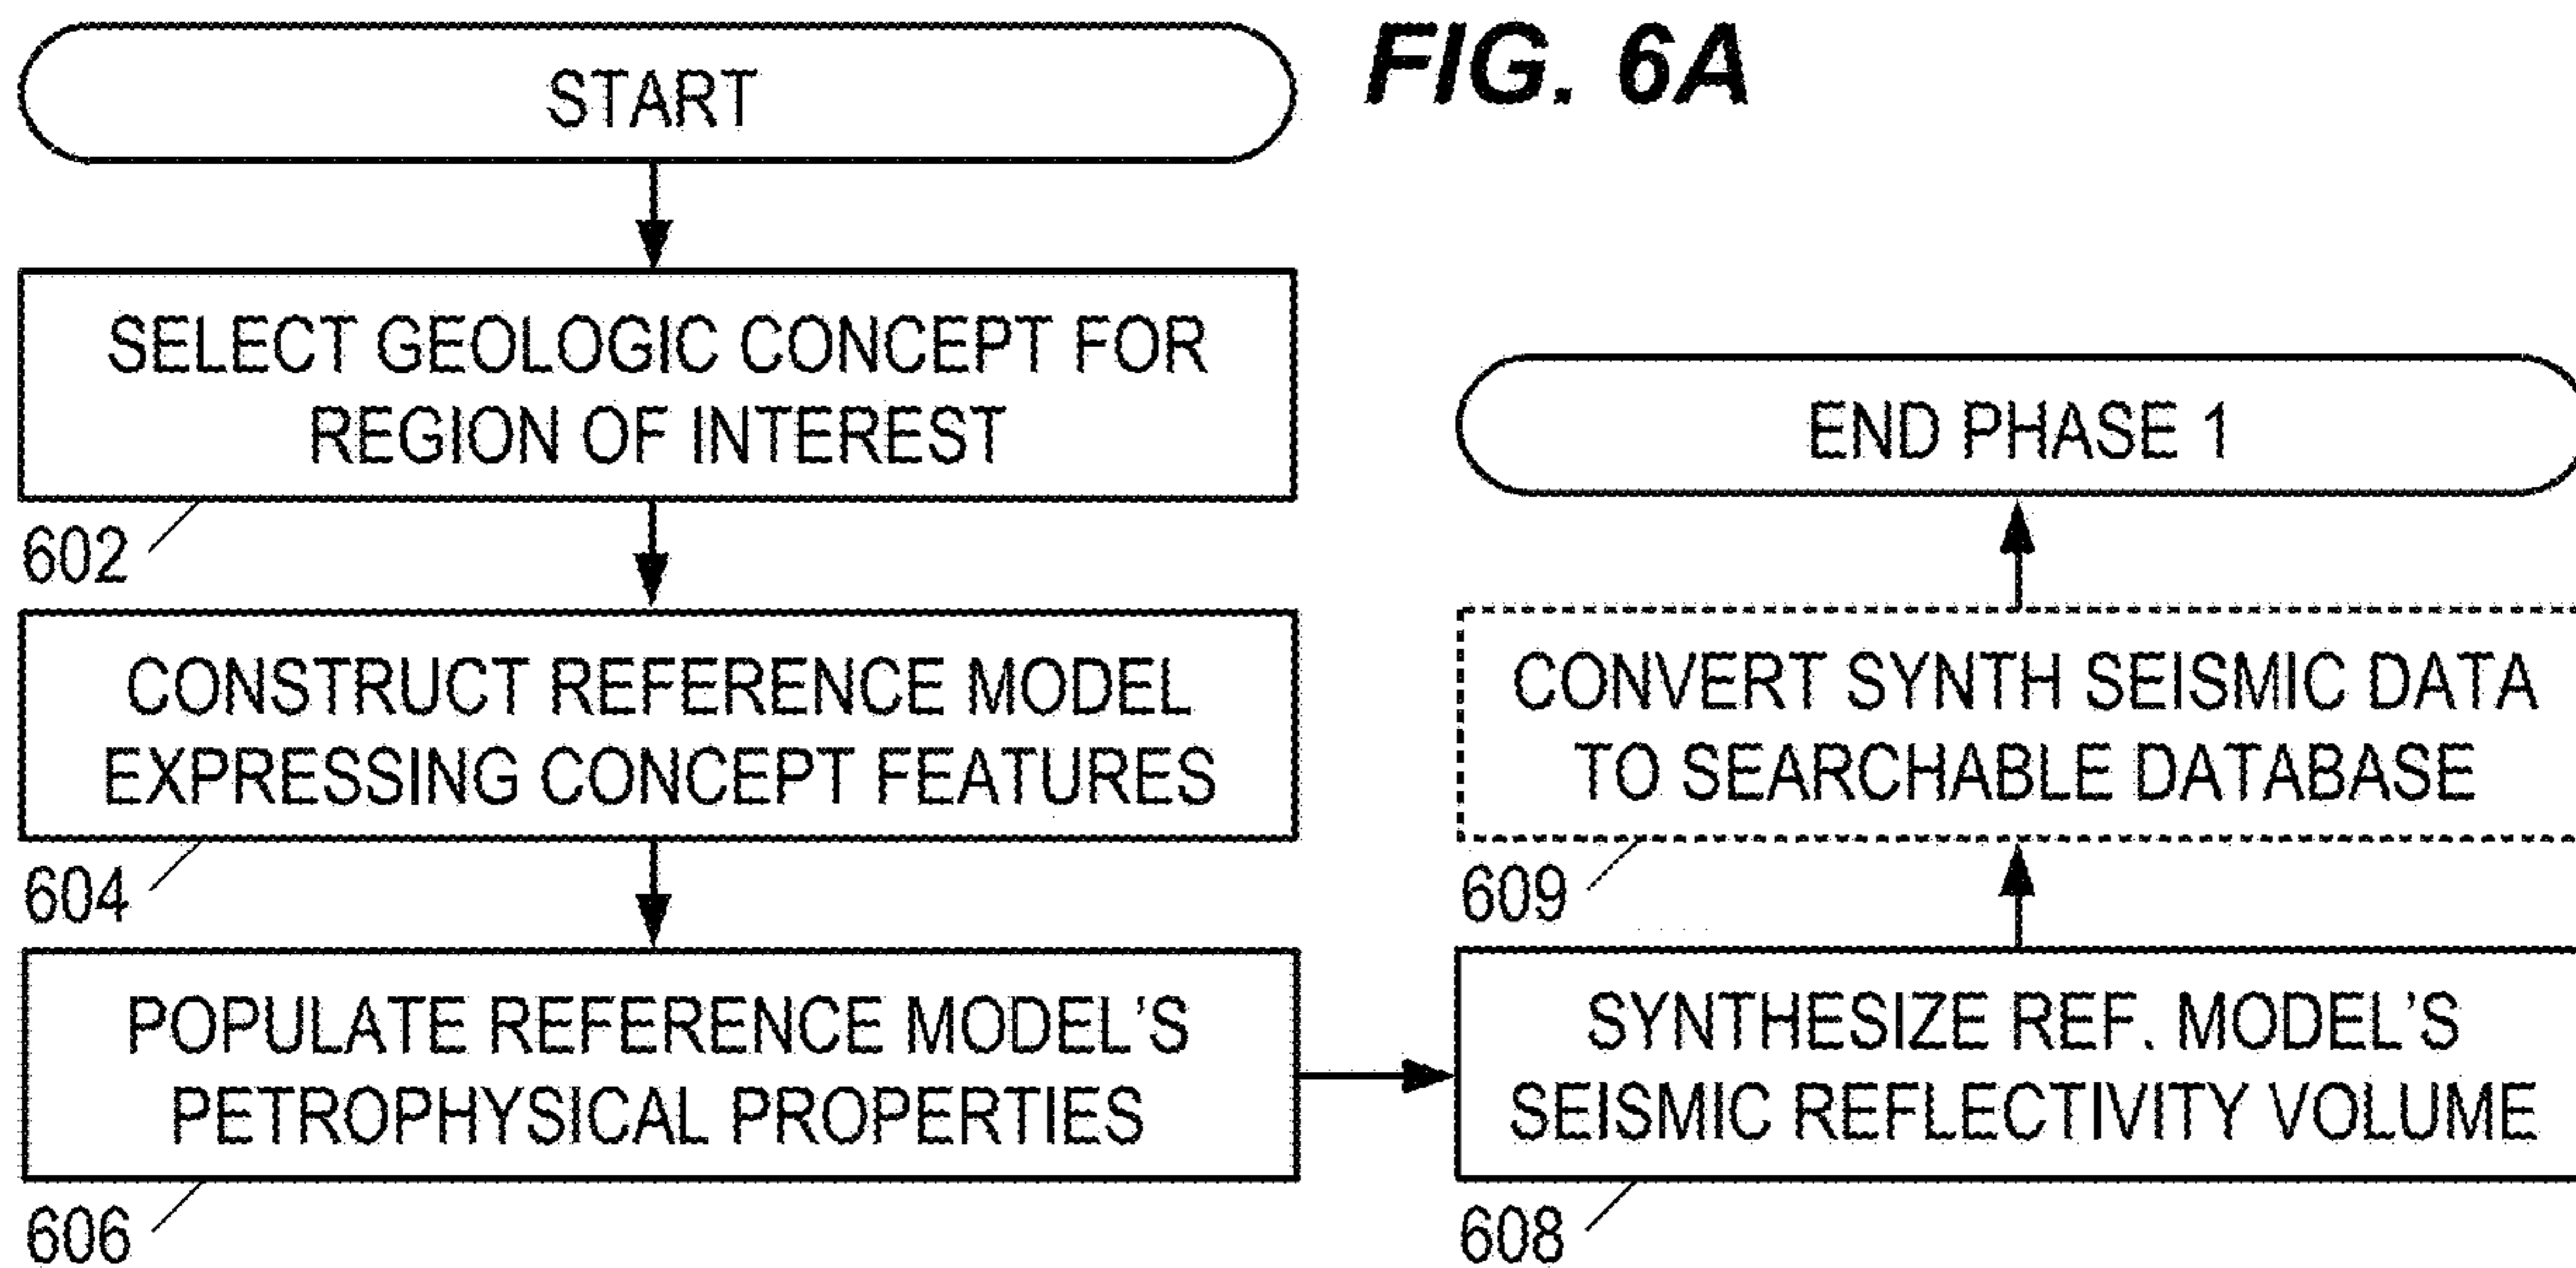 FIG. 6A
START
SELECT GEOLOGIC CONCEPT FOR
REGION OF INTEREST
602
CONSTRUCT REFERENCE MODEL
EXPRESSING CONCEPT FEATURES
604
POPULATE REFERENCE MODEL’S
PETROPHYSICAL PROPERTIES
606
SYNTHESIZE REF. MODEL’S
SEISMIC REFLECTIVITY VOLUME
608
CONVERT SYNTH SEISMIC DATA
TO SEARCHABLE DATABASE
609
END PHASE 1